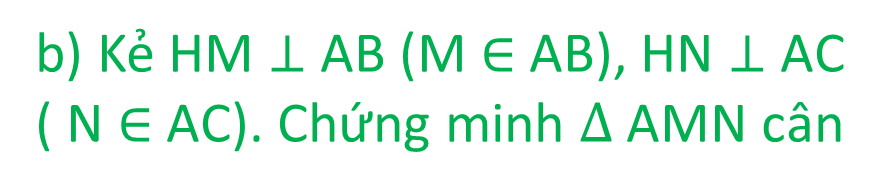 b) Kẻ HM ⊥ AB (M ∈ AB), HN ⊥ AC
( N ∈ AC). Chứng minh Δ AMN cân